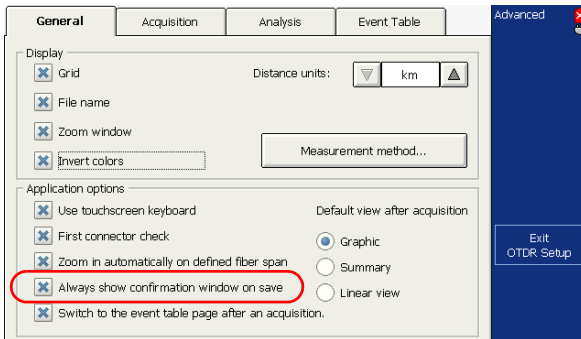 General Acquisition Analysis Event Table Advanced
Display
Grid Distance units: km
File name
Zoom window
Invert colors Measurement method...
Application options
Use touchscreen keyboard Default view after acquisition
First connector check Graphic
Zoom in automatically on defined fiber span Summary
Always show confirmation window on save Linear view
Switch to the event table page after an acquisition.
Exit
OTDR Setup